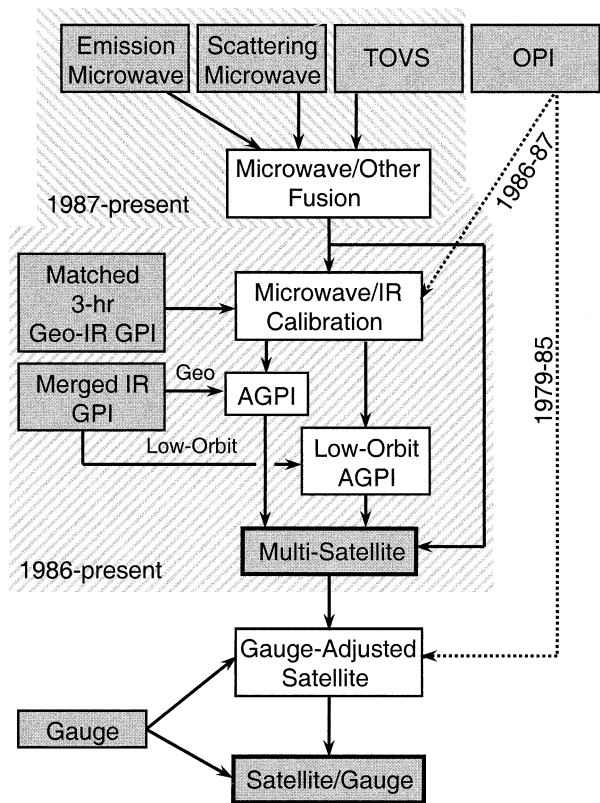 Emission
Microwave
Scattering
Microwave
TOVS
OPI
1986-87
Microwave/Other
Fusion
1987-present
Matched
3-hr
Geo-IR GPI
Microwave/IR
Calibration
Merged IR
GPI
Geo
AGPI
1979-85
Low-Orbit
Low-Orbit
AGPI
Multi-Satellite
1986-present
Gauge-Adjusted
Satellite
Gauge
Satellite/Gauge